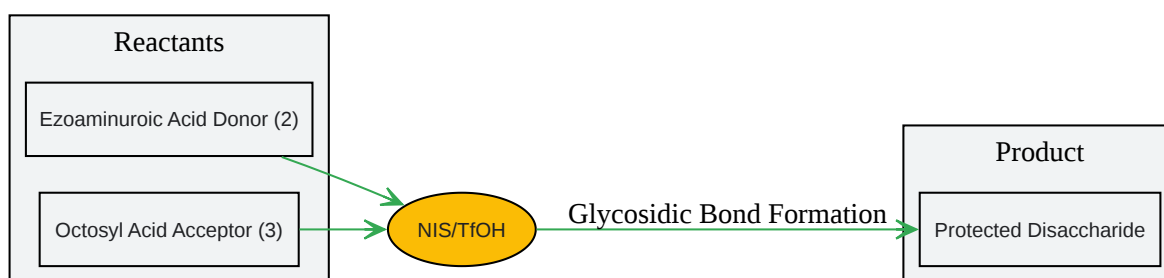 Reactants
Ezoaminuroic Acid Donor (2)
Octosyl Acid Acceptor (3)
NIS/TfOH
Glycosidic Bond Formation
Product
Protected Disaccharide